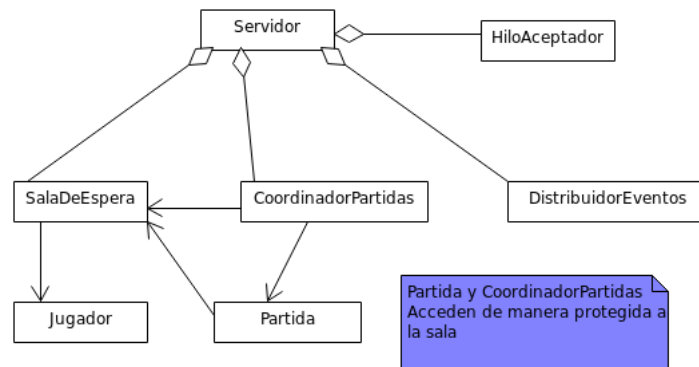 Servidor
HiloAceptador
SalaDeEspera
CoordinadorPartidas
DistribuidorEventos
Jugador
Partida
Partida y CoordinadorPartidas
Acceden de manera protegida a
la sala